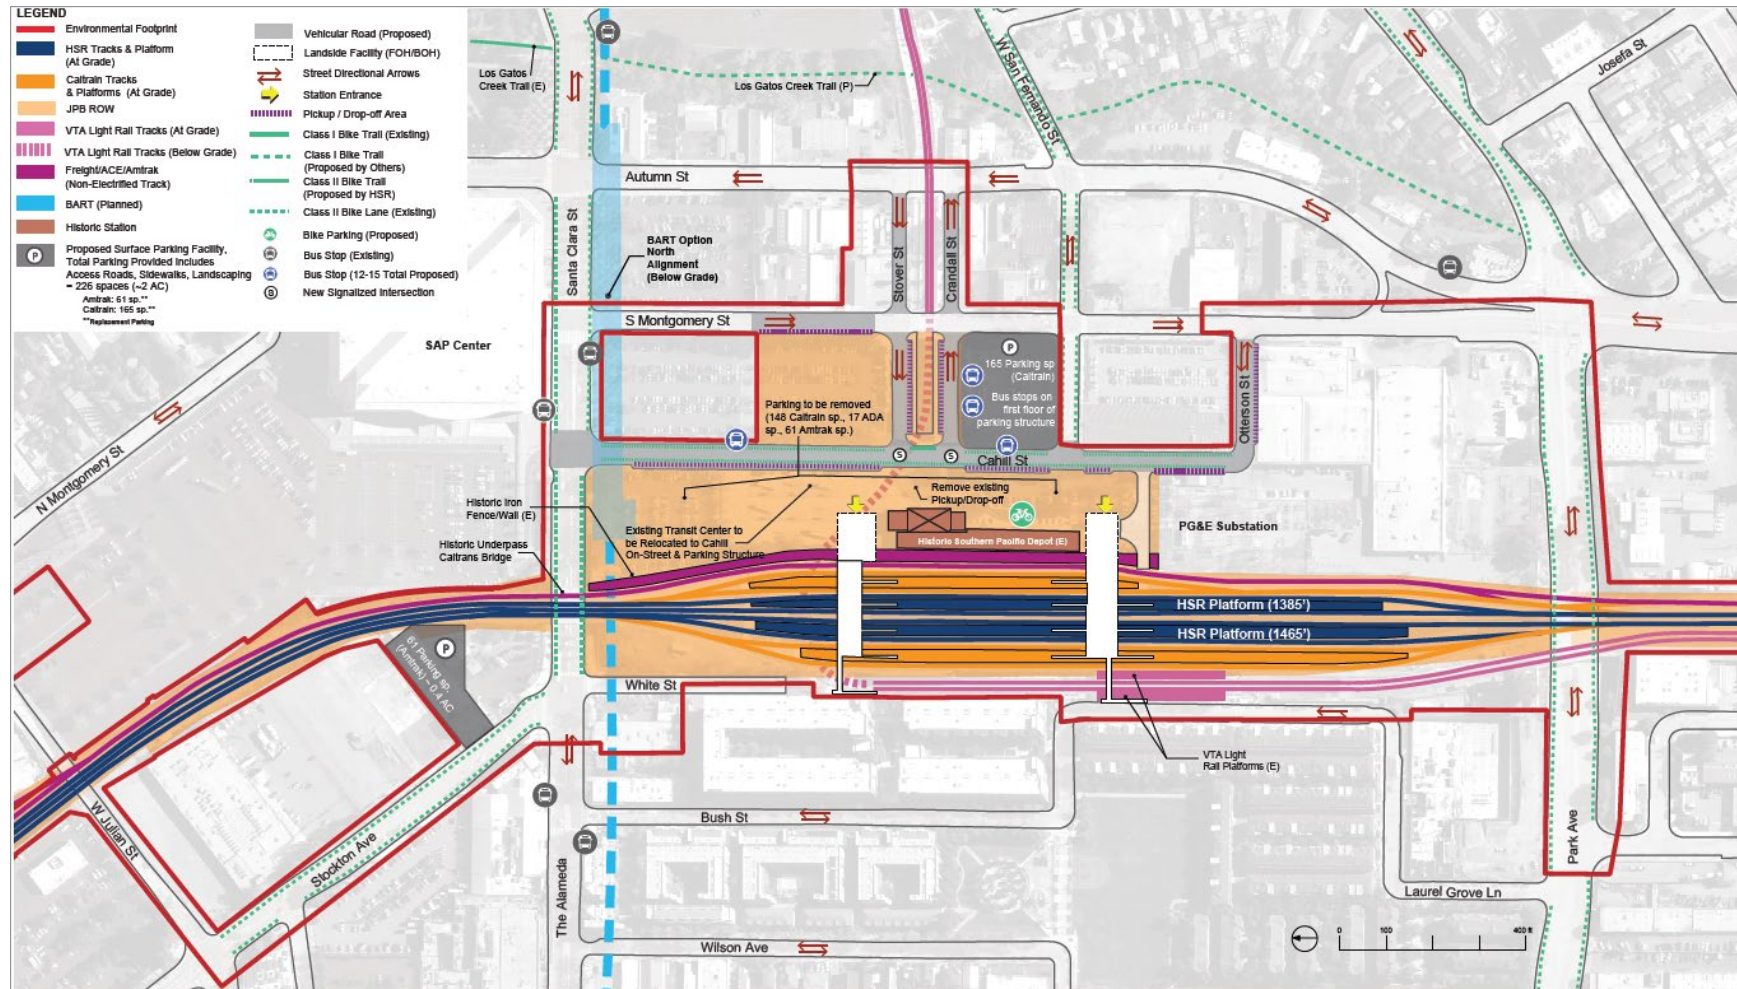 LEGEND
Environmental Footprint
HSR Tracks & Platform
(At Grade)
Caltrain Tracks
& Platforms (At Grade)
JPB ROW
VTA Light Rail Tracks (At Grade)
VTA Light Rail Tracks (Below Grade)
Freight/ACE/Amtrak
(Non-Electrified Track)
BART (Planned)
Historic Station
P
Proposed Surface Parking Facility,
Total Parking Provided Includes
Access Roads, Sidewalks, Landscaping
= 226 spaces (~2 AC)
Amtrak: 61 sp.**
Caltrain: 165 sp.**
**Replacement Parking
Vehicular Road (Proposed)
Landside Facility (FOH/BOH)
Street Directional Arrows
Station Entrance
Pickup / Drop-off Area
Class I Bike Trail (Existing)
Class I Bike Trail
(Proposed by Others)
Class II Bike Trail
(Proposed by HSR)
Class II Bike Lane (Existing)
Bike Parking (Proposed)
Bus Stop (Existing)
Bus Stop (12-15 Total Proposed)
S
New Signalized Intersection
Los Gatos
Creek Trail (E)
Los Gatos Creek Trail (P)
W San Fernando St
Josefa St
Autumn St
Santa Clara St
BART Option
North
Alignment
(Below Grade)
Stover St
Crandall St
S Montgomery St
SAP Center
N Montgomery St
P
165 Parking sp
(Caltrain)
Bus stops on
first floor of
parking structure
Parking to be removed
(148 Caltrain sp., 17 ADA
sp., 61 Amtrak sp.)
Otterson St
S
S
Cahill St
Historic Iron
Fence/Wall (E)
Remove existing
Pickup/Drop-off
Existing Transit Center to
be Relocated to Cahill
On-Street & Parking Structure
PG&E Substation
Historic Southern Pacific Depot (E)
Historic Underpass
Caltrans Bridge
HSR Platform (1385')
HSR Platform (1465')
P
61 Parking sp.
(Amtrak) ~ 0.4 AC
White St
VTA Light
Rail Platforms (E)
W Julian St
Stockton Ave
Bush St
The Alameda
Park Ave
Laurel Grove Ln
Wilson Ave
0 100 400 ft